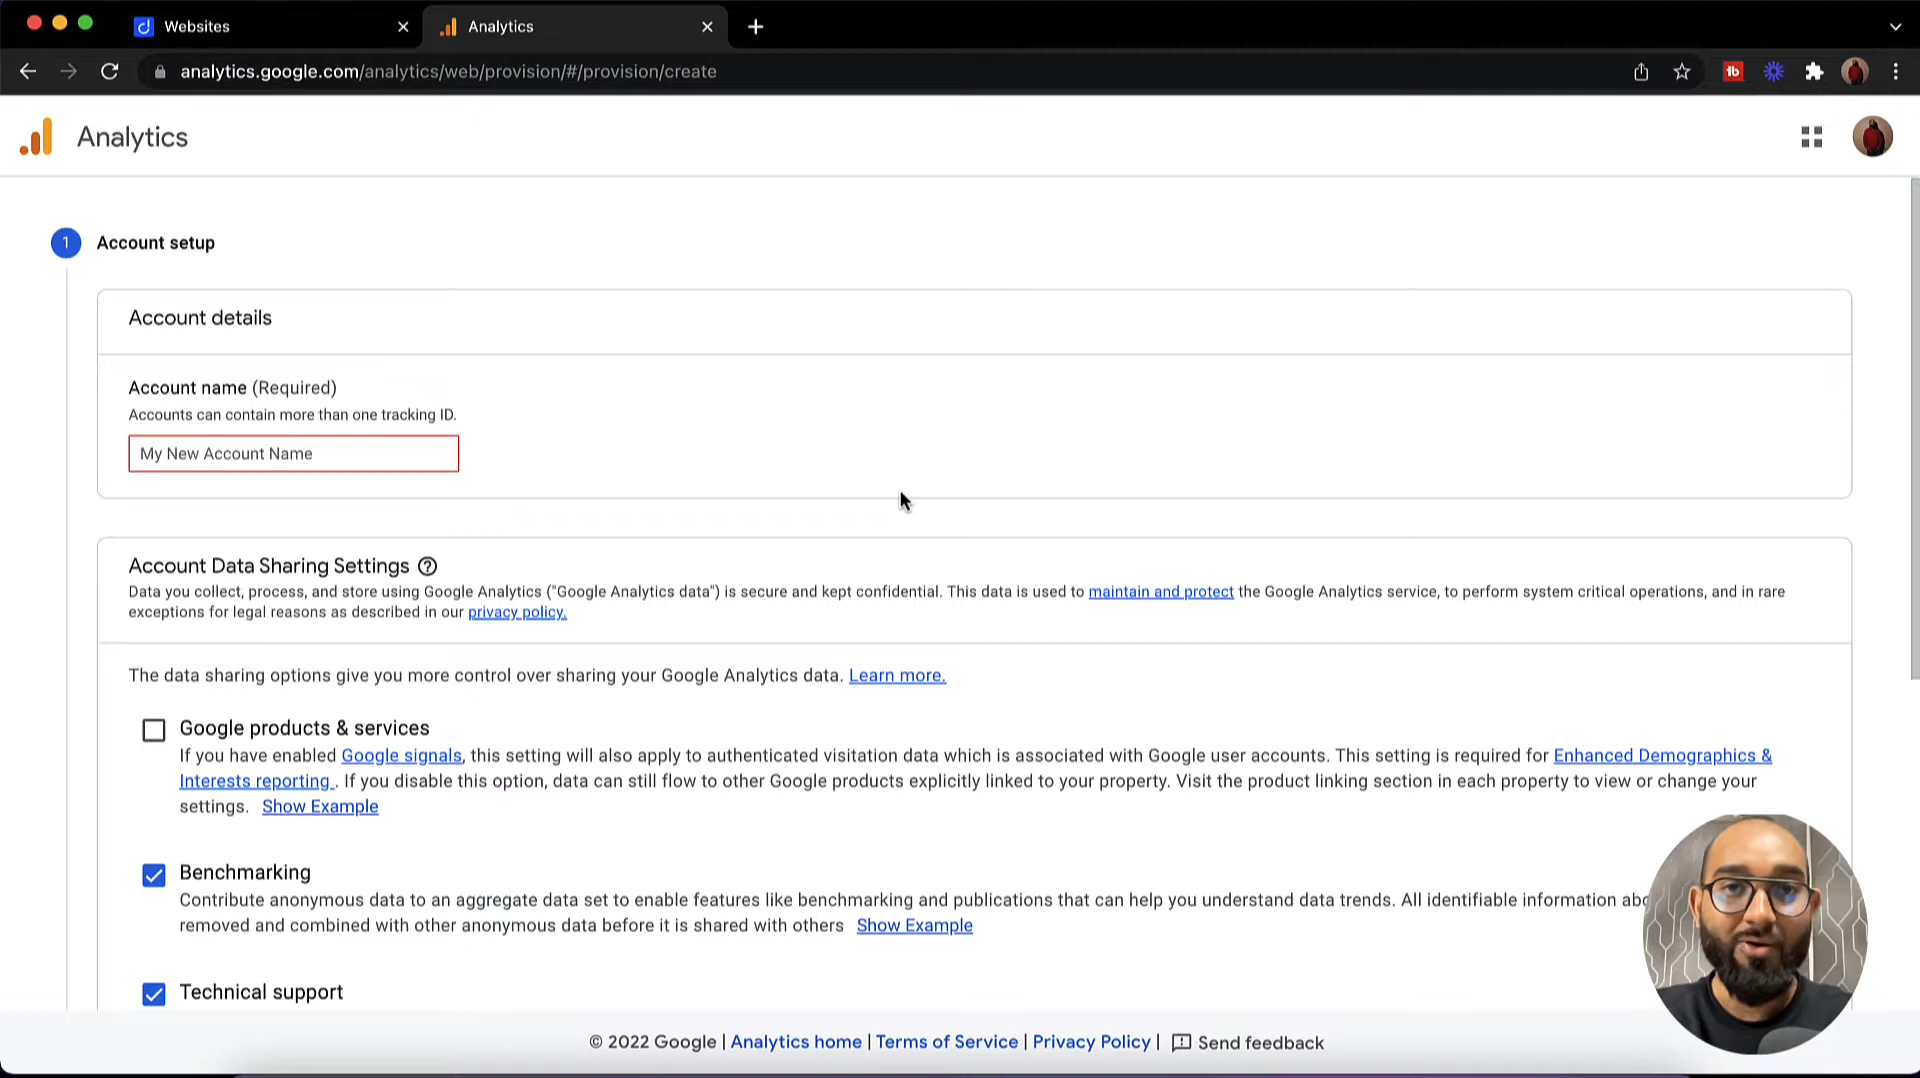 Websites
Analytics
analytics.google.com/analytics/web/provision/#/provision/create
Analytics
1 Account setup
Account details
Account name (Required)
Accounts can contain more than one tracking ID.
My New Account Name
Account Data Sharing Settings
Data you collect, process, and store using Google Analytics ("Google Analytics data") is secure and kept confidential. This data is used to maintain and protect the Google Analytics service, to perform system critical operations, and in rare
exceptions for legal reasons as described in our privacy policy.
The data sharing options give you more control over sharing your Google Analytics data. Learn more.
Google products & services
If you have enabled Google signals, this setting will also apply to authenticated visitation data which is associated with Google user accounts. This setting is required for Enhanced Demographics &
Interests reporting . If you disable this option, data can still flow to other Google products explicitly linked to your property. Visit the product linking section in each property to view or change your
settings. Show Example
Benchmarking
Contribute anonymous data to an aggregate data set to enable features like benchmarking and publications that can help you understand data trends. All identifiable information
removed and combined with other anonymous data before it is shared with others Show Example
Technical support
© 2022 Google | Analytics home | Terms of Service | Privacy Policy | Send feedback